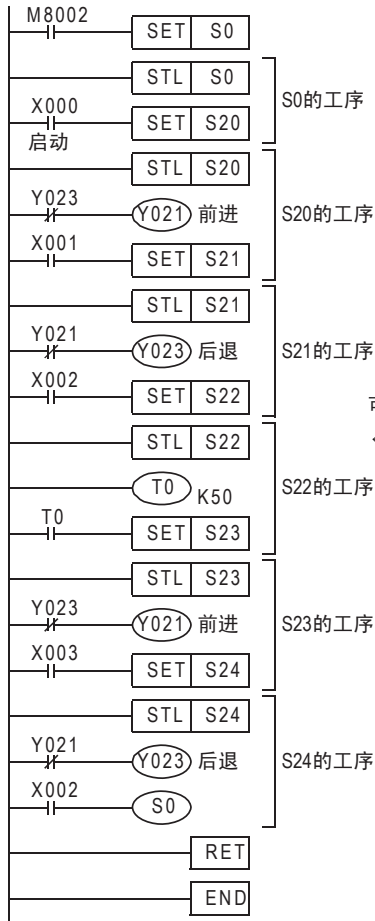 M8002
SET S0
STL S0
S0的工序
X000
SET S20
启动
STL S20
Y023
Y021 前进
S20的工序
X001
SET S21
STL S21
Y021
Y023 后退
S21的工序
X002
SET S22
STL S22
T0 K50
S22的工序
T0
SET S23
STL S23
Y023
Y021 前进
S23的工序
X003
SET S24
STL S24
Y021
Y023 后退
S24的工序
X002
S0
RET
END